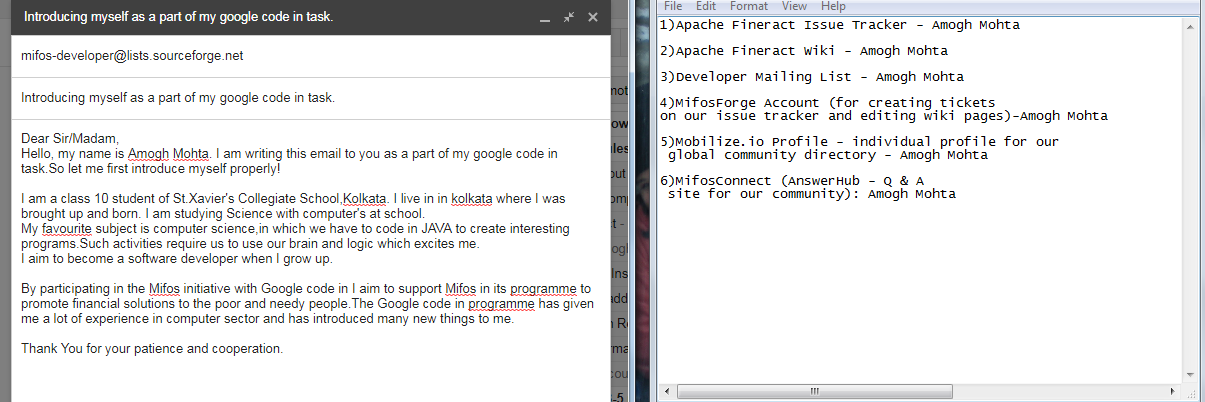 Introducing myself as a part of my google code in task.
mifos-developer@lists.sourceforge.net
Introducing myself as a part of my google code in task.
Dear Sir/Madam,
Hello, my name is Amogh Mohta. I am writing this email to you as a part of my google code in
task.So let me first introduce myself properly!
I am a class 10 student of St.Xavier's Collegiate School,Kolkata. I live in in kolkata where I was
brought up and born. I am studying Science with computer's at school.
My favourite subject is computer science,in which we have to code in JAVA to create interesting
programs.Such activities require us to use our brain and logic which excites me.
I aim to become a software developer when I grow up.
By participating in the Mifos initiative with Google code in I aim to support Mifos in its programme to
promote financial solutions to the poor and needy people.The Google code in programme has given
me a lot of experience in computer sector and has introduced many new things to me.
Thank You for your patience and cooperation.
File Edit Format View Help
1)Apache Fineract Issue Tracker - Amogh Mohta
2)Apache Fineract Wiki - Amogh Mohta
3)Developer Mailing List - Amogh Mohta
4)MifosForge Account (for creating tickets
on our issue tracker and editing wiki pages)-Amogh Mohta
5)Mobilize.io Profile - individual profile for our
global community directory - Amogh Mohta
6)MifosConnect (AnswerHub - Q & A
site for our community): Amogh Mohta